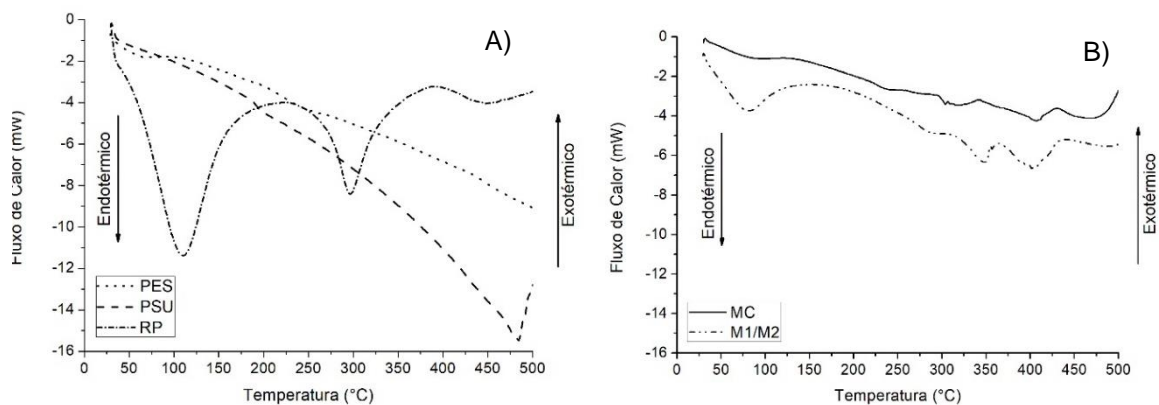 A)
Fluxo de Calor (mW)
0
-2
-4
-6
-8
-10
-12
-14
-16
Endotérmico
Exotérmico
PES
PSU
RP
0 50 100 150 200 250 300 350 400 450 500
Temperatura (°C)
B)
Fluxo de Calor (mW)
0
-2
-4
-6
-8
-10
-12
-14
-16
Endotérmico
Exotérmico
MC
M1/M2
0 50 100 150 200 250 300 350 400 450 500
Temperatura (°C)